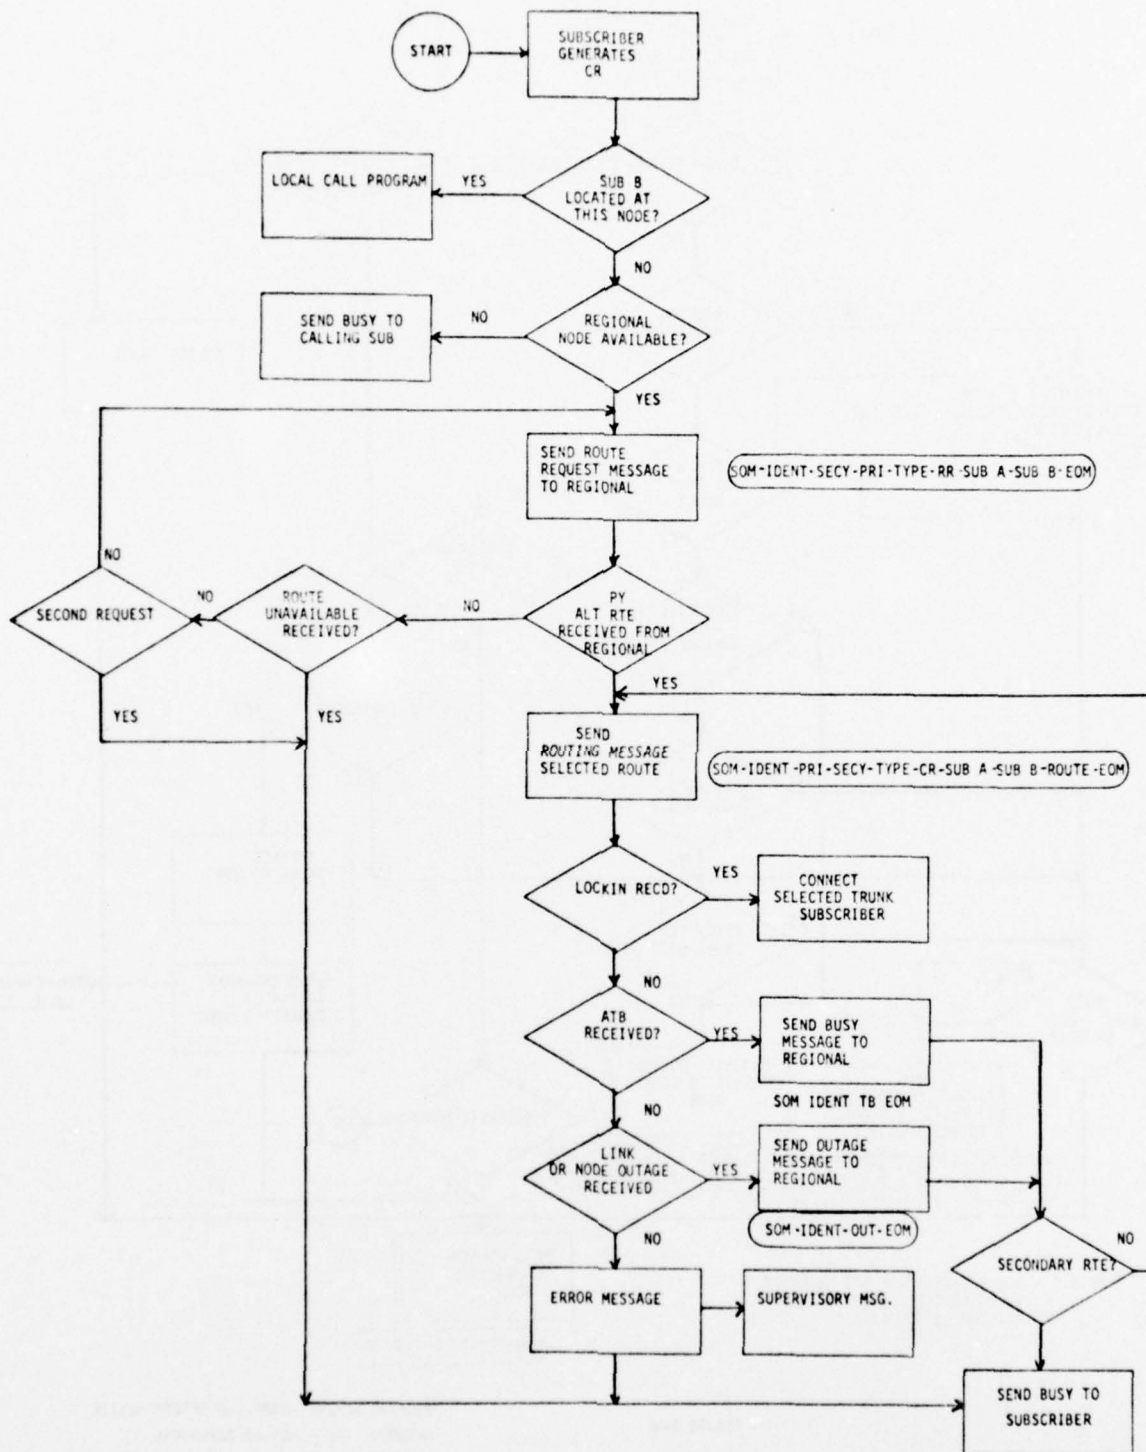 START
SUBSCRIBER
GENERATES
CR
LOCAL CALL PROGRAM
YES
SUB B
LOCATED AT
THIS NODE?
NO
SEND BUSY TO
CALLING SUB
NO
REGIONAL
NODE AVAILABLE?
YES
SEND ROUTE
REQUEST MESSAGE
TO REGIONAL
SOM-IDENT-SECY-PRI-TYPE-RR-SUB A-SUB B-EOM
NO
SECOND REQUEST
NO
ROUTE
UNAVAILABLE
RECEIVED?
NO
PY
ALT RTE
RECEIVED FROM
REGIONAL
YES
YES
YES
SEND
ROUTING MESSAGE
SELECTED ROUTE
SOM-IDENT-PRI-SECY-TYPE-CR-SUB A-SUB B-ROUTE-EOM
LOCKIN RECD?
YES
CONNECT
SELECTED TRUNK
SUBSCRIBER
NO
ATB
RECEIVED?
YES
SEND BUSY
MESSAGE TO
REGIONAL
SOM IDENT TB EOM
NO
LINK
OR NODE OUTAGE
RECEIVED
YES
SEND OUTAGE
MESSAGE TO
REGIONAL
SOM-IDENT-OUT-EOM
NO
NO
SECONDARY RTE?
ERROR MESSAGE
SUPERVISORY MSG.
SEND BUSY TO
SUBSCRIBER